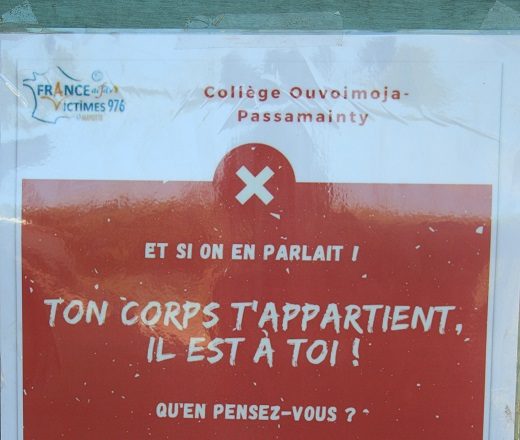 FRANCE
VICTIMES 976
MAYOTTE
Collège Ouvoimoja-
Passamainty
ET SI ON EN PARLAIT !
TON CORPS T'APPARTIENT,
IL EST À TOI !
QU'EN PENSEZ-VOUS ?